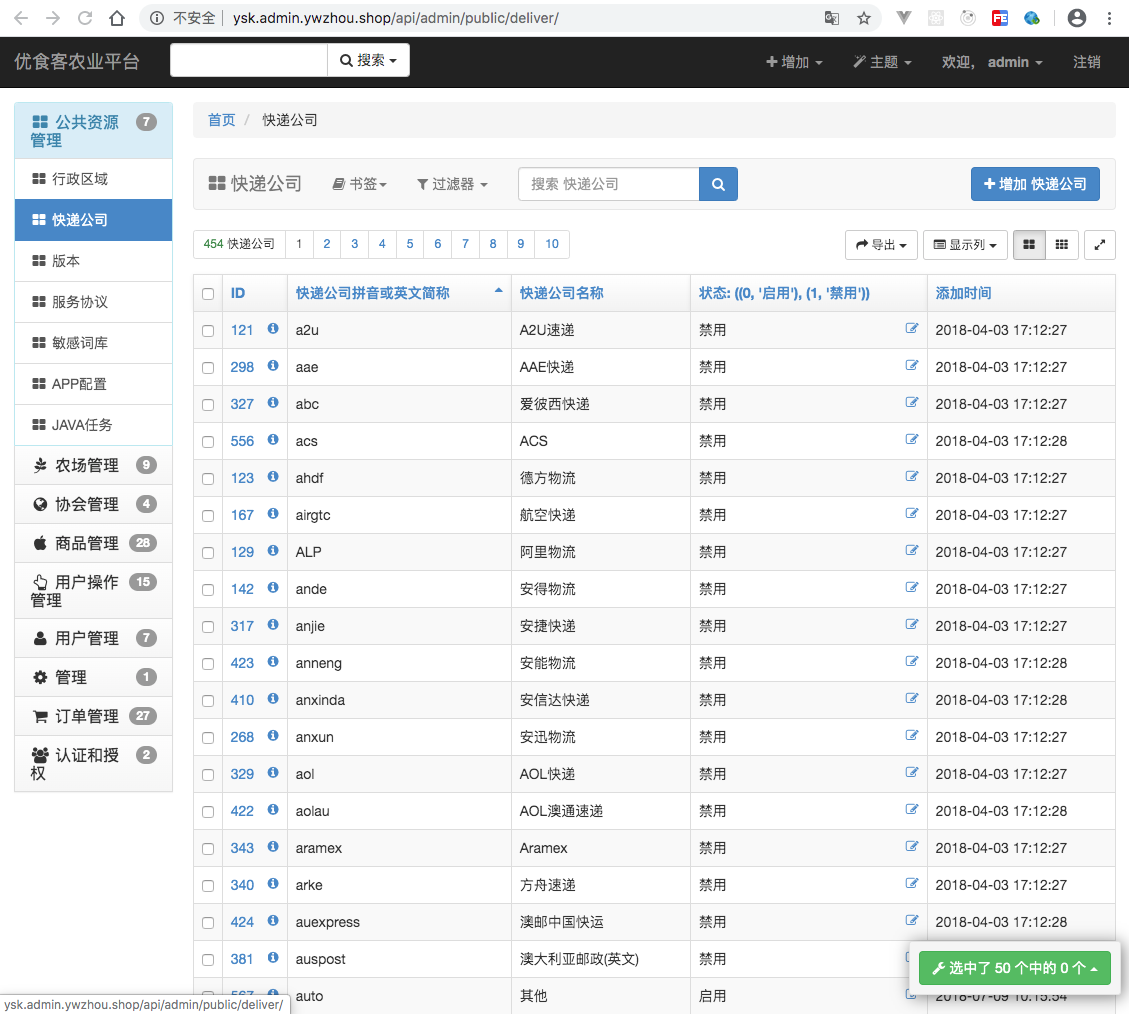 不安全 ysk.admin.ywzhou.shop/api/admin/public/deliver/
优食客农业平台 搜索 增加 主题 欢迎， admin 注销
公共资源管理 7
行政区域
快递公司
版本
服务协议
敏感词库
APP配置
JAVA任务
农场管理 9
协会管理 4
商品管理 28
用户操作管理 15
用户管理 7
管理 1
订单管理 27
认证和授权 2
首页 / 快递公司
快递公司 书签 过滤器 搜索 快递公司 增加 快递公司
454 快递公司 1 2 3 4 5 6 7 8 9 10 导出 显示列
ID 快递公司拼音或英文简称 快递公司名称 状态: ((0, '启用'), (1, '禁用')) 添加时间
121 a2u A2U速递 禁用 2018-04-03 17:12:27
298 aae AAE快递 禁用 2018-04-03 17:12:27
327 abc 爱彼西快递 禁用 2018-04-03 17:12:27
556 acs ACS 禁用 2018-04-03 17:12:28
123 ahdf 德方物流 禁用 2018-04-03 17:12:27
167 airgtc 航空快递 禁用 2018-04-03 17:12:27
129 ALP 阿里物流 禁用 2018-04-03 17:12:27
142 ande 安得物流 禁用 2018-04-03 17:12:27
317 anjie 安捷快递 禁用 2018-04-03 17:12:27
423 anneng 安能物流 禁用 2018-04-03 17:12:28
410 anxinda 安信达快递 禁用 2018-04-03 17:12:28
268 anxun 安迅物流 禁用 2018-04-03 17:12:27
329 aol AOL快递 禁用 2018-04-03 17:12:27
422 aolau AOL澳通速递 禁用 2018-04-03 17:12:28
343 aramex Aramex 禁用 2018-04-03 17:12:27
340 arke 方舟速递 禁用 2018-04-03 17:12:27
424 auexpress 澳邮中国快运 禁用 2018-04-03 17:12:28
381 auspost 澳大利亚邮政(英文) 禁用
567 auto 其他 启用 2018-07-09 10:15:54
选中了 50 个中的 0 个
ysk.admin.ywzhou.shop/api/admin/public/deliver/